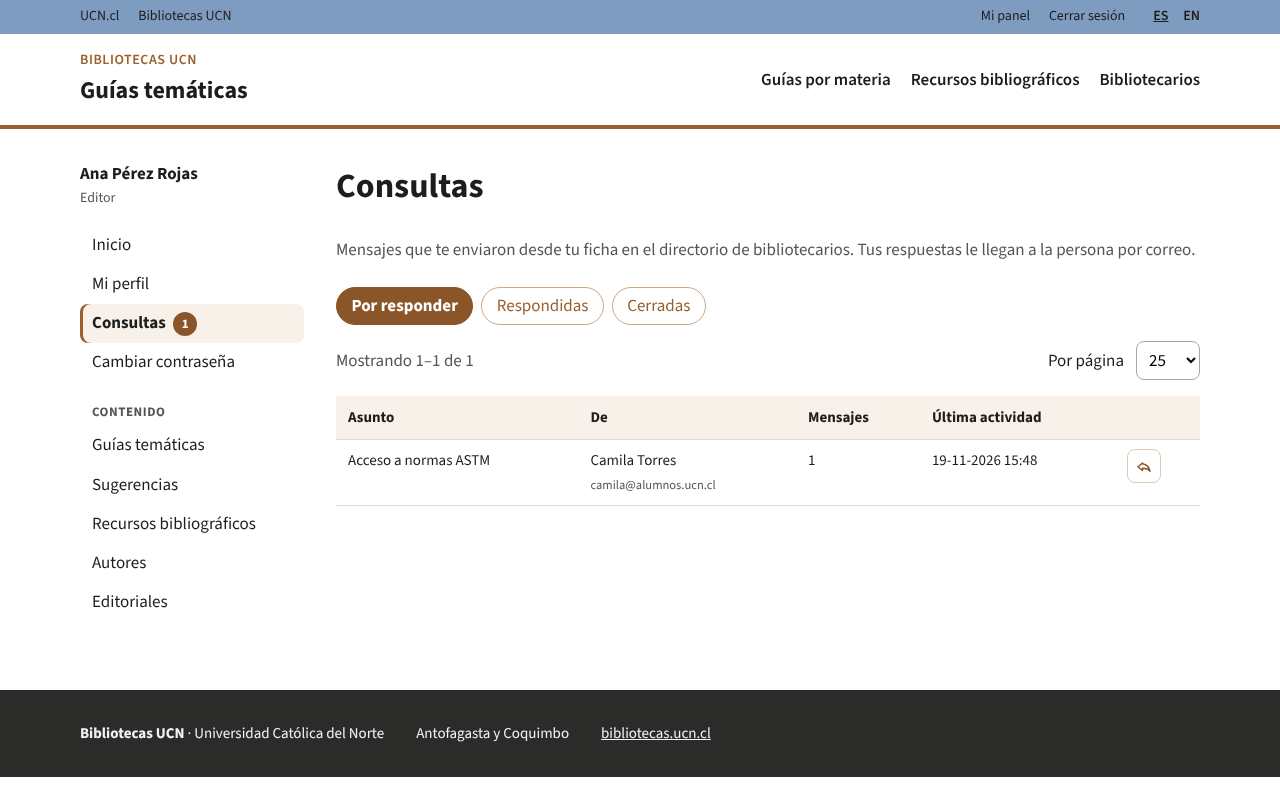 UCN.cl Bibliotecas UCN Mi panel Cerrar sesión ES EN
BIBLIOTECAS UCN
Guías temáticas
Guías por materia Recursos bibliográficos Bibliotecarios
Ana Pérez Rojas
Editor
Inicio
Mi perfil
Consultas 1
Cambiar contraseña
CONTENIDO
Guías temáticas
Sugerencias
Recursos bibliográficos
Autores
Editoriales
Consultas
Mensajes que te enviaron desde tu ficha en el directorio de bibliotecarios. Tus respuestas le llegan a la persona por correo.
Por responder Respondidas Cerradas
Mostrando 1–1 de 1 Por página 25
Asunto De Mensajes Última actividad
Acceso a normas ASTM Camila Torres 1 19-11-2026 15:48
camila@alumnos.ucn.cl
Bibliotecas UCN · Universidad Católica del Norte Antofagasta y Coquimbo bibliotecas.ucn.cl